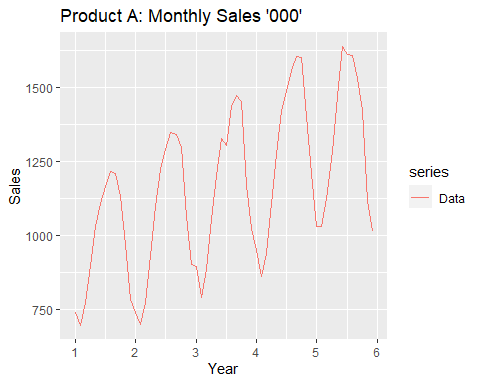 Product A: Monthly Sales '000'
Sales
1500
1250
1000
750
1 2 3 4 5 6
Year
series
Data